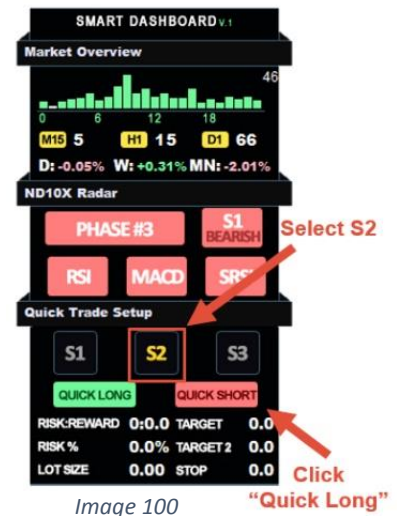 SMART DASHBOARD V.1
Market Overview
46
0 6 12 18
M15 5 H1 15 D1 66
D: -0.05% W: +0.31% MN: -2.01%
ND10X Radar
PHASE #3 S1
BEARISH
Select S2
RSI MACD SRSI
Quick Trade Setup
S1 S2 S3
QUICK LONG QUICK SHORT
RISK:REWARD 0:0.0 TARGET 0.0
RISK % 0.0% TARGET 2 0.0
LOT SIZE 0.00 STOP 0.0
Click
"Quick Long"
Image 100